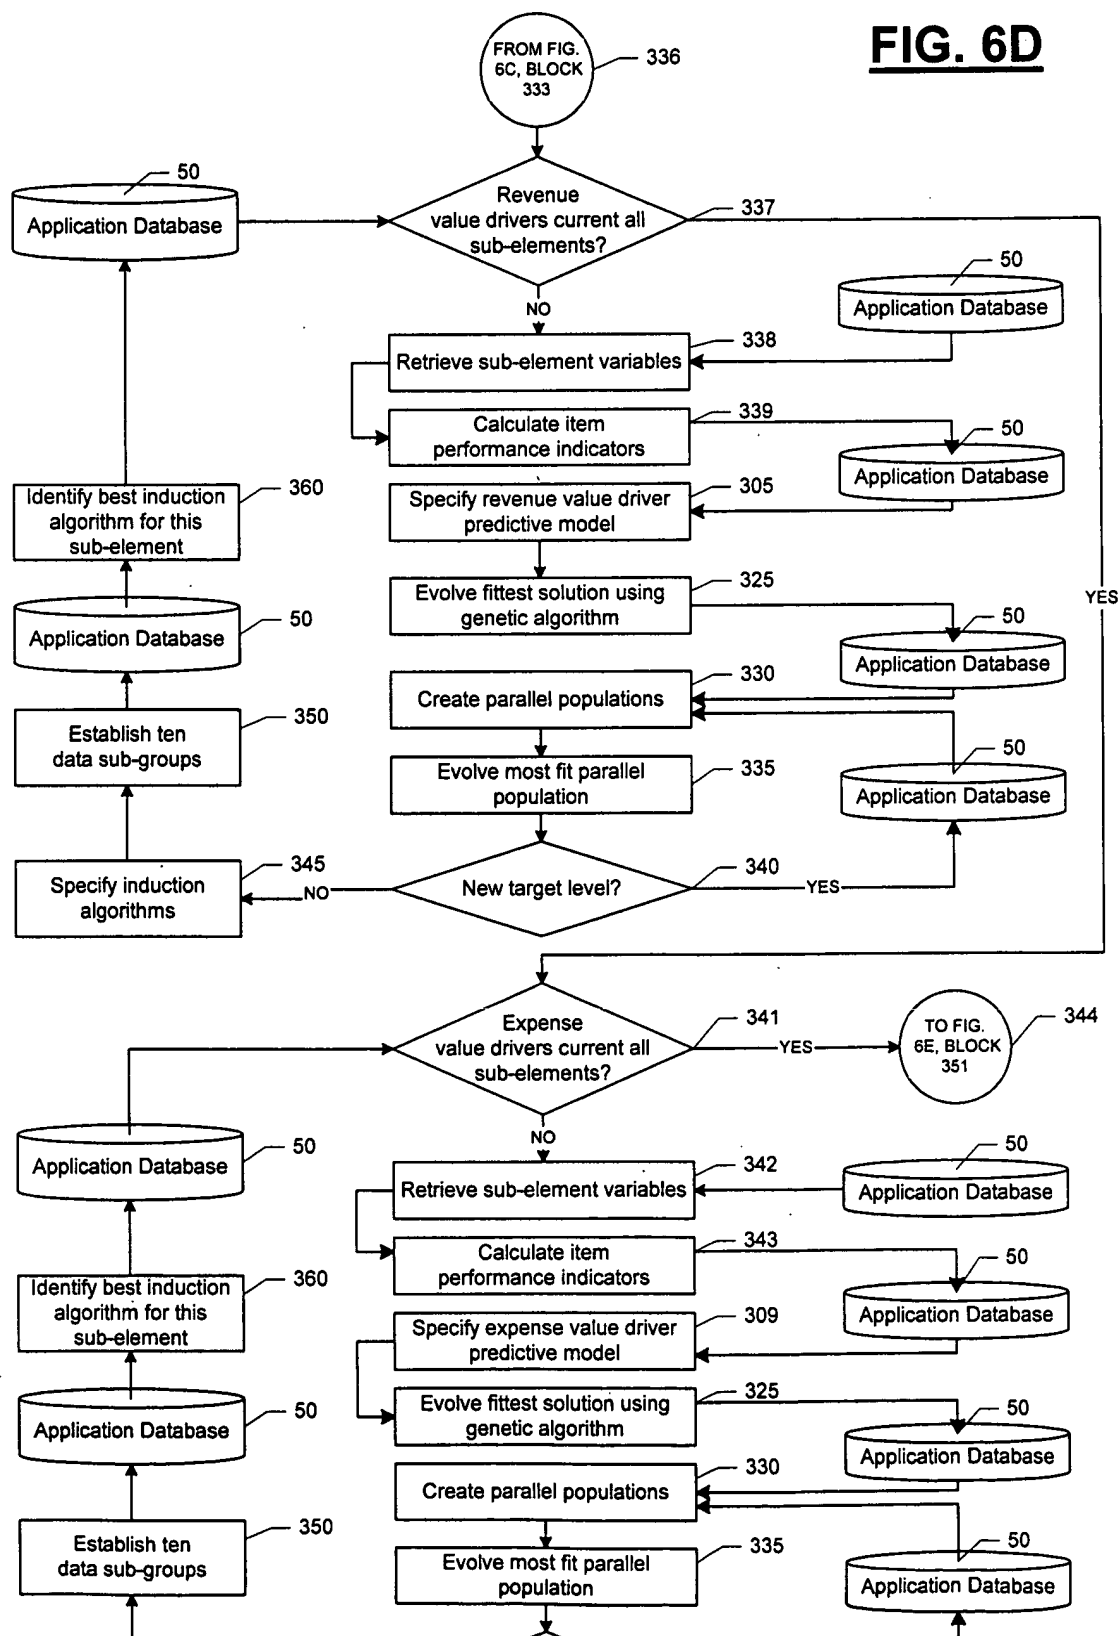 FIG. 6D
FROM FIG.
6C, BLOCK
333
336
50
Application Database
Revenue
value drivers current all
sub-elements?
337
NO
50
Application Database
338
Retrieve sub-element variables
339
Calculate item
performance indicators
50
Application Database
Identify best induction
algorithm for this
sub-element
360
305
Specify revenue value driver
predictive model
325
Evolve fittest solution using
genetic algorithm
YES
50
Application Database
50
Application Database
330
Create parallel populations
350
Establish ten
data sub-groups
335
Evolve most fit parallel
population
50
Application Database
345
Specify induction
algorithms
NO
New target level?
340
YES
Expense
value drivers current all
sub-elements?
341
YES
TO FIG.
6E, BLOCK
351
344
NO
50
Application Database
342
Retrieve sub-element variables
50
Application Database
343
Calculate item
performance indicators
50
Application Database
Identify best induction
algorithm for this
sub-element
360
309
Specify expense value driver
predictive model
325
Evolve fittest solution using
genetic algorithm
50
Application Database
50
Application Database
330
Create parallel populations
350
Establish ten
data sub-groups
335
Evolve most fit parallel
population
50
Application Database